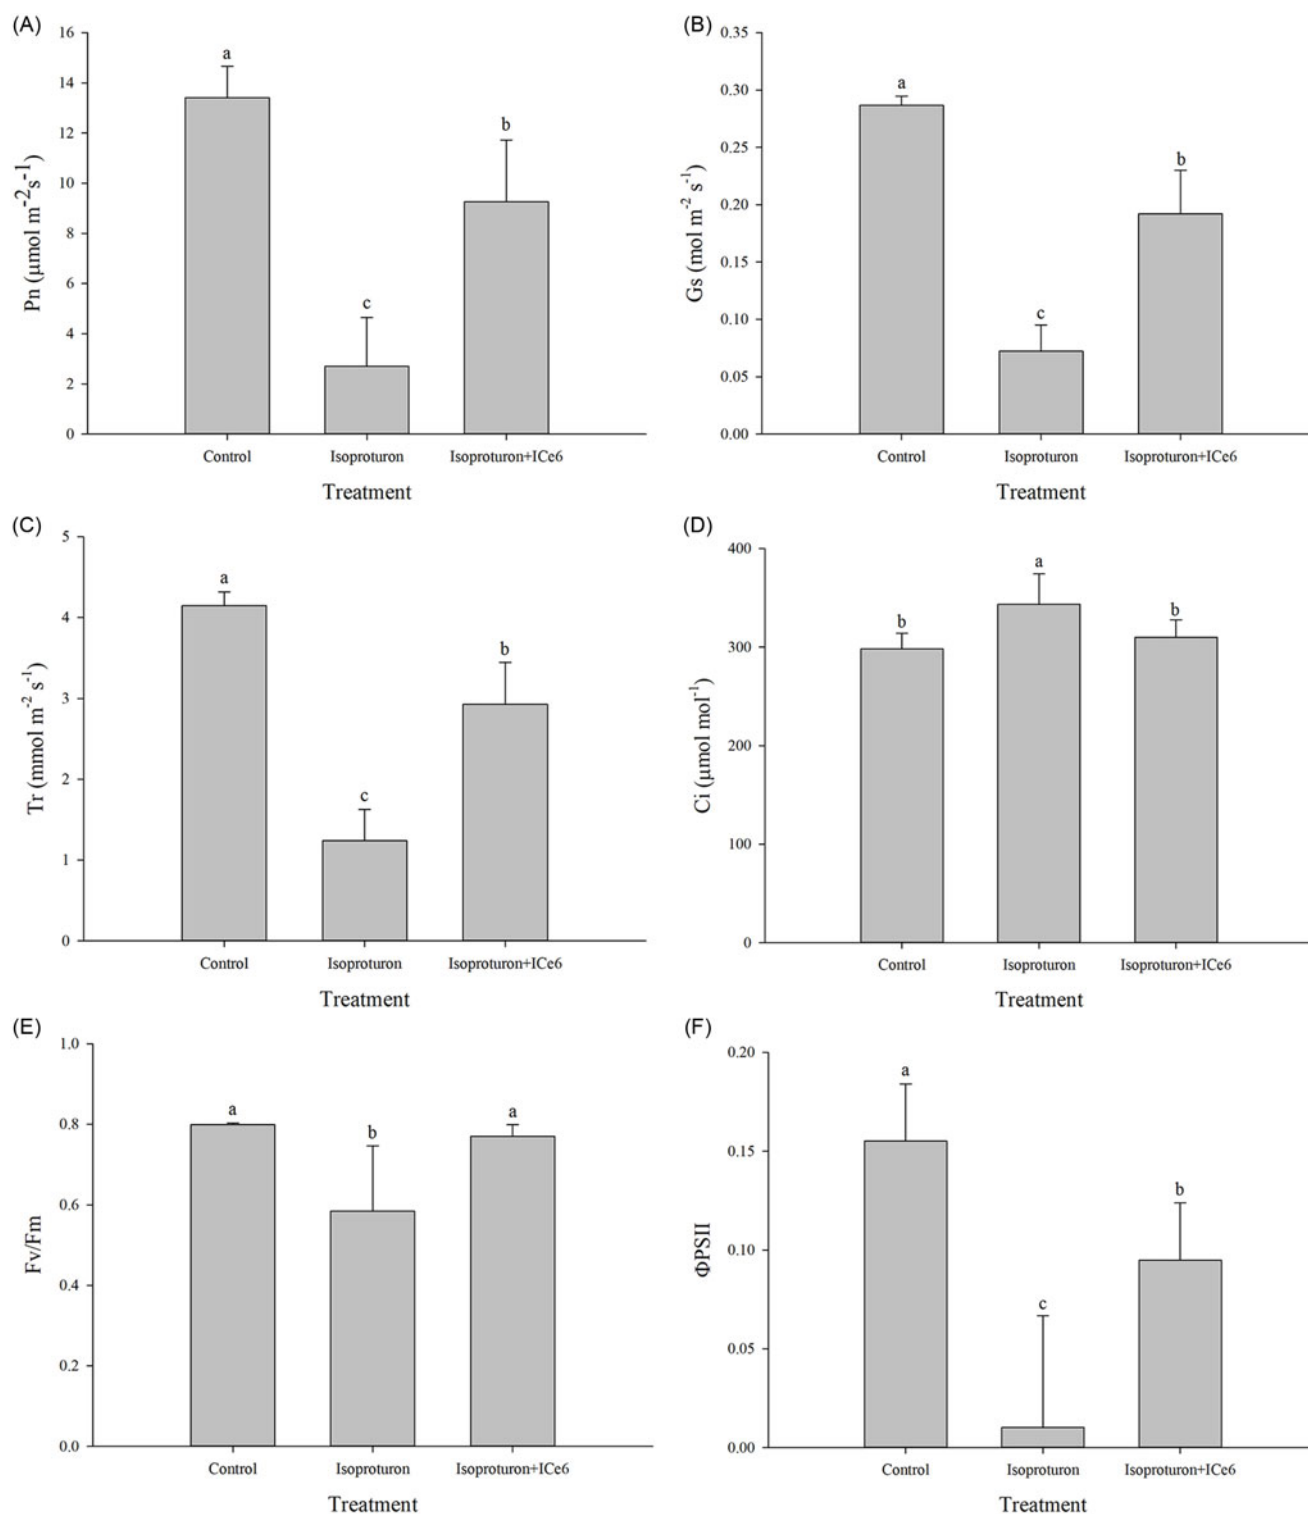 (A)
16
14
12
10
8
6
4
2
0
Pn (μmol m⁻²s⁻¹)
a
c
b
Control
Isoproturon
Isoproturon+ICe6
Treatment
(B)
0.35
0.30
0.25
0.20
0.15
0.10
0.05
0.00
Gs (mol m⁻² s⁻¹)
a
c
b
Control
Isoproturon
Isoproturon+ICe6
Treatment
(C)
5
4
3
2
1
0
Tr (mmol m⁻² s⁻¹)
a
c
b
Control
Isoproturon
Isoproturon+ICe6
Treatment
(D)
400
300
200
100
0
Ci (μmol mol⁻¹)
b
a
b
Control
Isoproturon
Isoproturon+ICe6
Treatment
(E)
1.0
0.8
0.6
0.4
0.2
0.0
Fv/Fm
a
b
a
Control
Isoproturon
Isoproturon+ICe6
Treatment
(F)
0.20
0.15
0.10
0.05
0.00
ΦPSII
a
c
b
Control
Isoproturon
Isoproturon+ICe6
Treatment